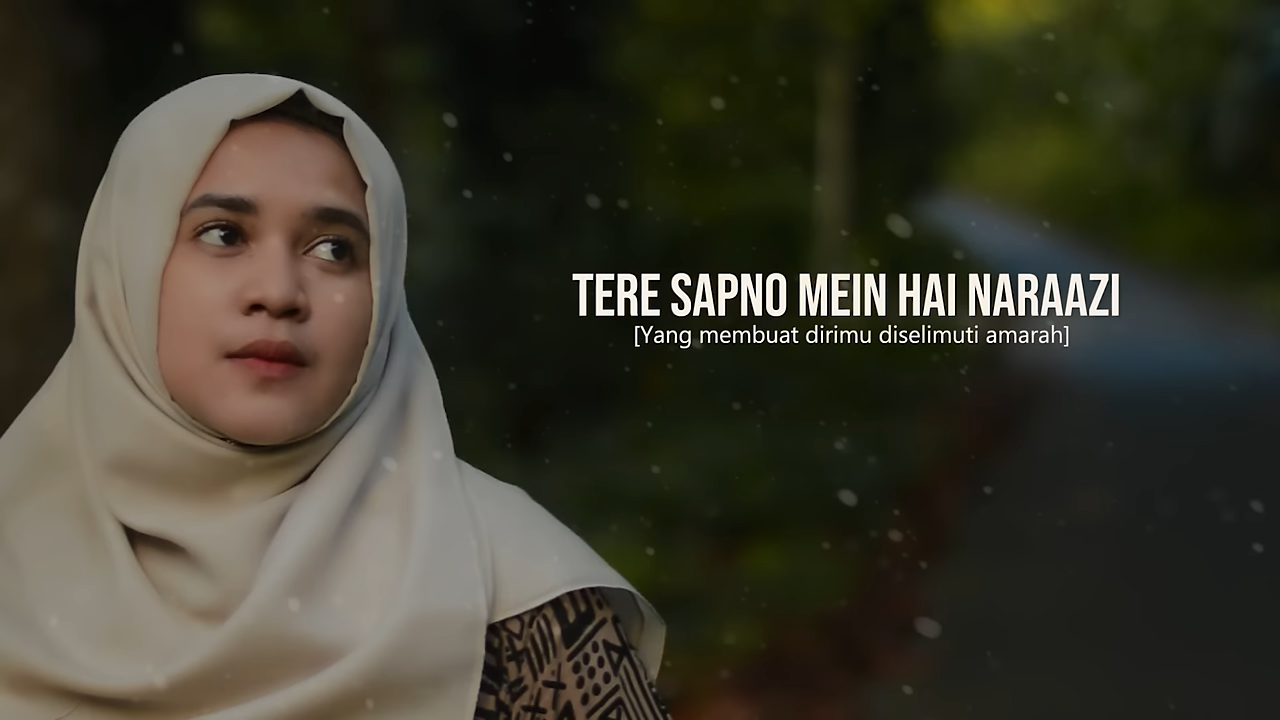 TERE SAPNO MEIN HAI NARAAZI
[Yang membuat dirimu diselimuti amarah]